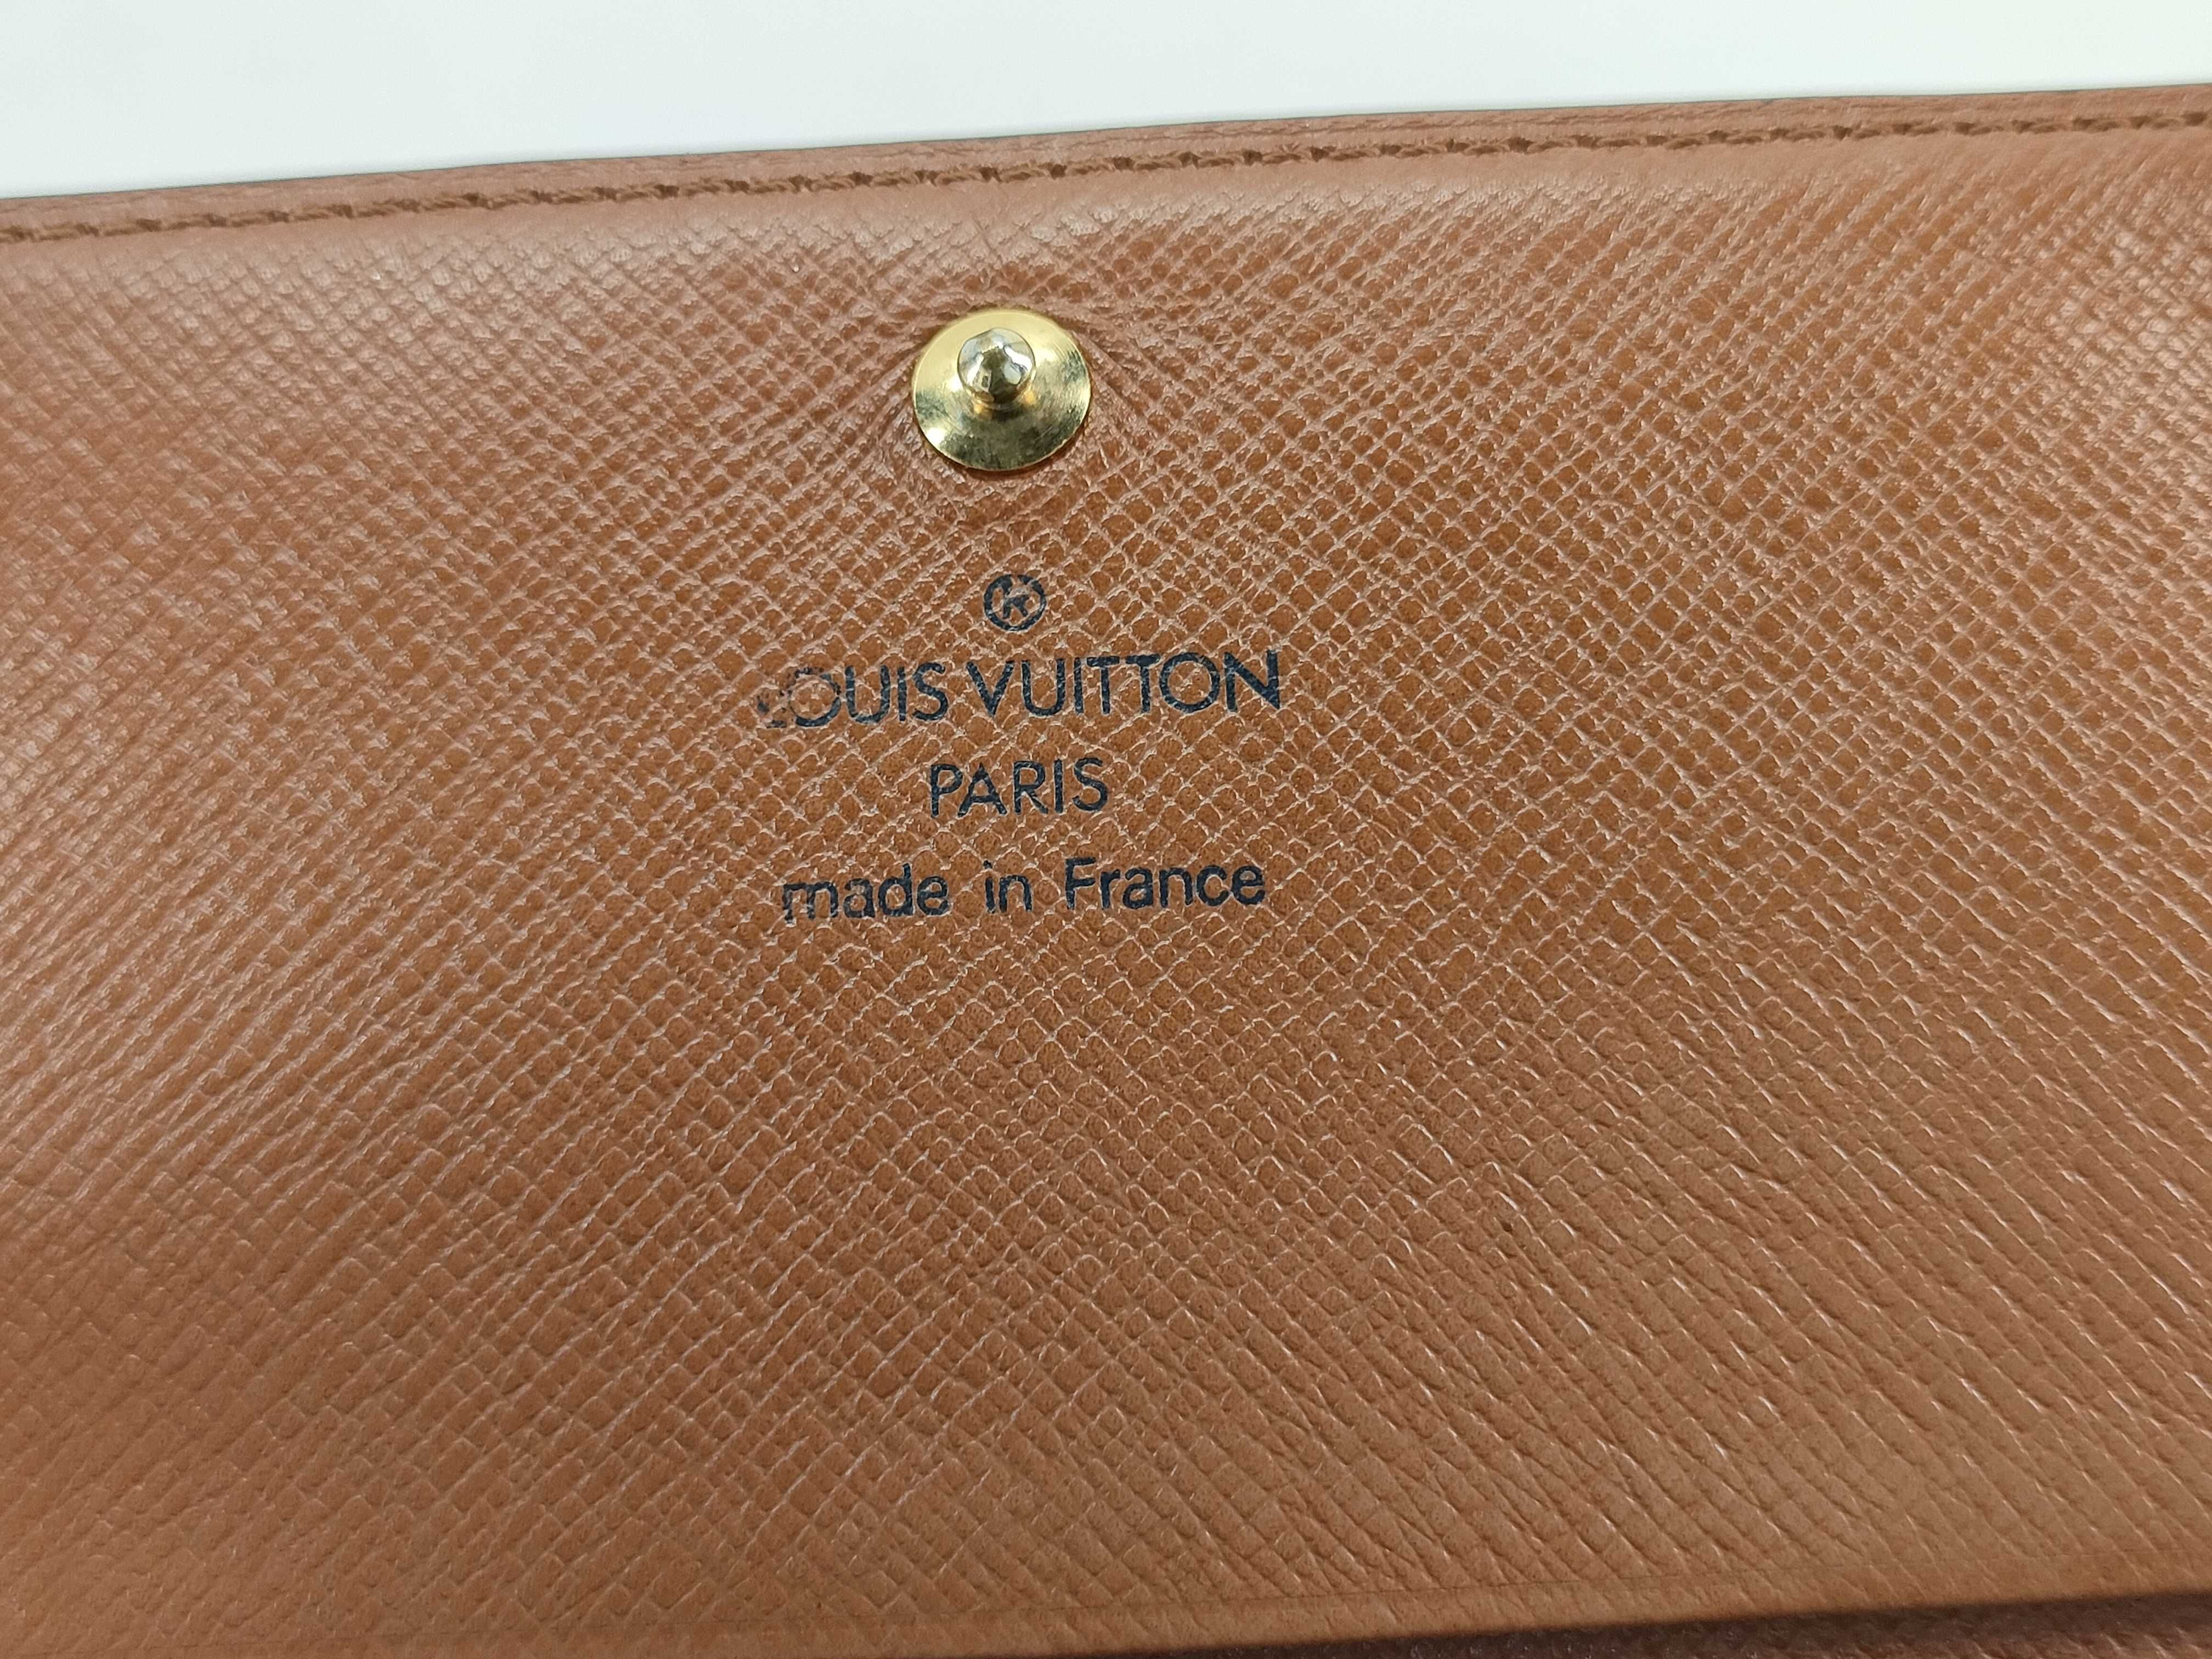 LOUIS VUITTON
PARIS
made in France